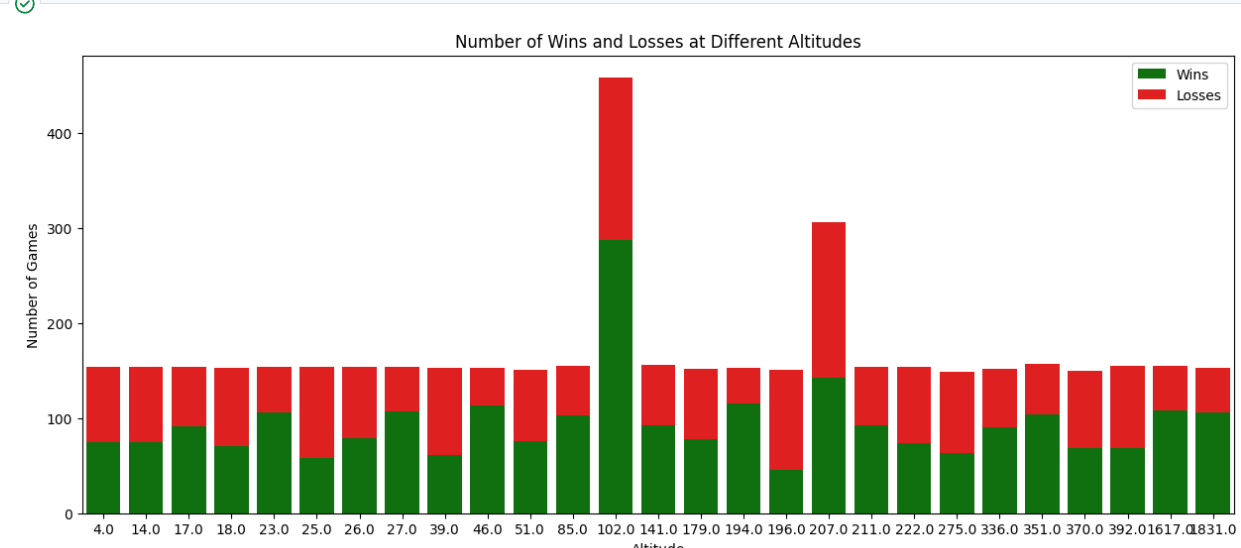 Number of Wins and Losses at Different Altitudes
Wins
Losses
400
300
200
100
0
Number of Games
4.0 14.0 17.0 18.0 23.0 25.0 26.0 27.0 39.0 46.0 51.0 85.0 102.0 141.0 179.0 194.0 196.0 207.0 211.0 222.0 275.0 336.0 351.0 370.0 392.0 1617.0 1831.0
Altitude